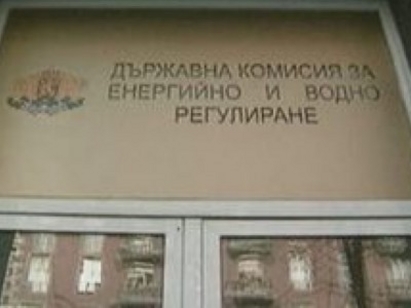 ДЪРЖАВНА КОМИСИЯ ЗА
ЕНЕРГИЙНО И ВОДНО
РЕГУЛИРАНЕ